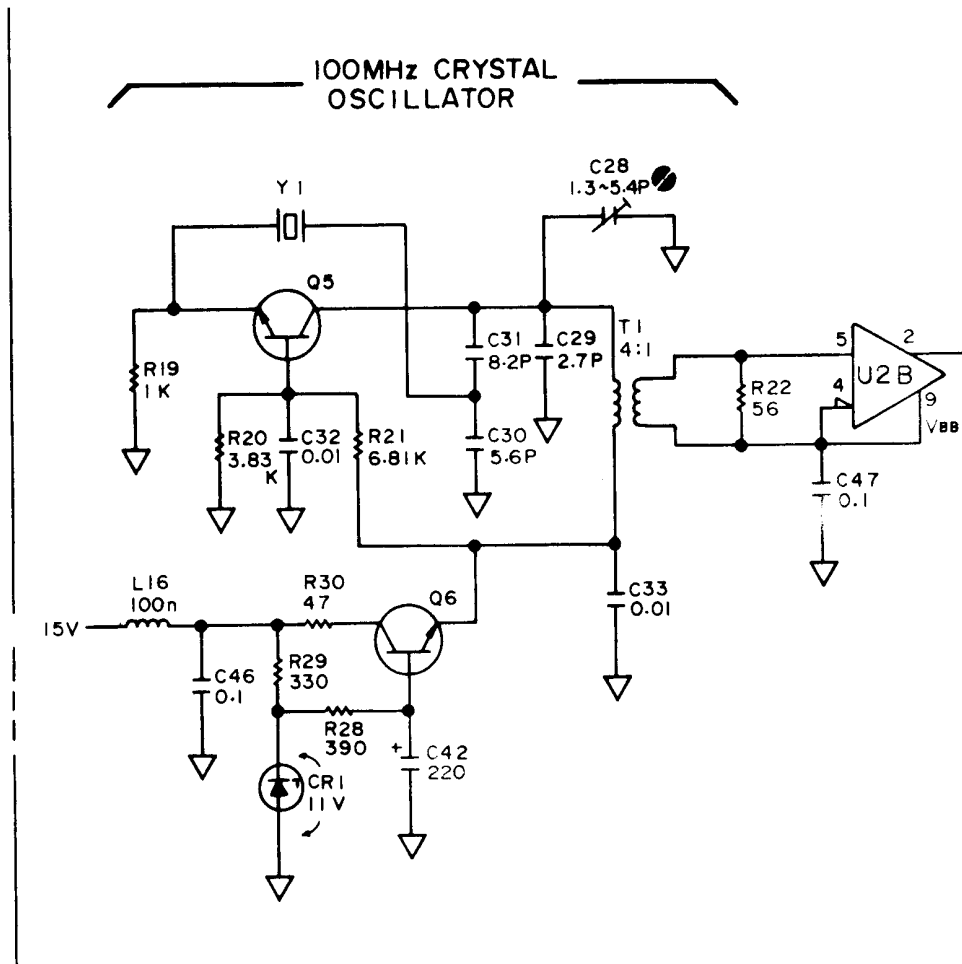 100MHz CRYSTAL
OSCILLATOR
C28
1.3~5.4P
Y1
Q5
R19
1K
R20
3.83
K
C32
0.01
R21
6.81K
C31
8.2P
C29
2.7P
C30
5.6P
T1
4:1
R22
56
5
4
U2B
2
9
VBB
C47
0.1
L16
100n
15V
R30
47
Q6
C33
0.01
C46
0.1
R29
330
R28
390
+
C42
220
CR1
11V